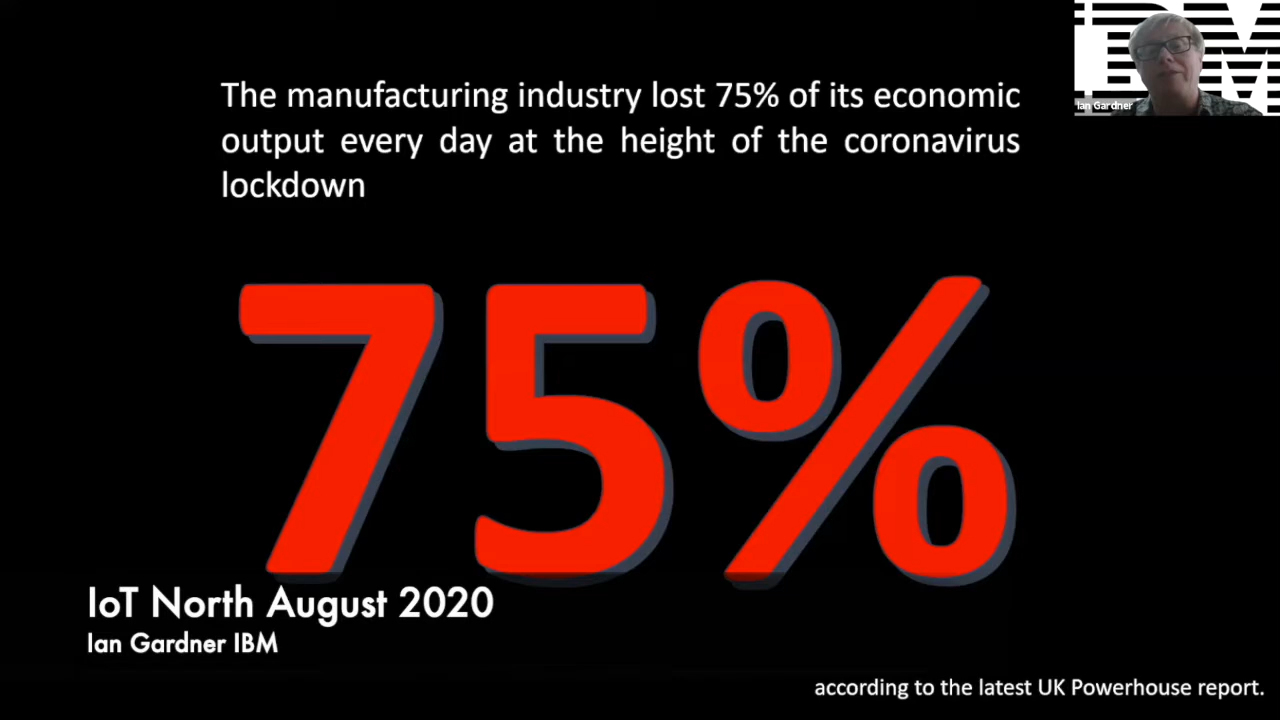 The manufacturing industry lost 75% of its economic
output every day at the height of the coronavirus
lockdown
IBM
Ian Gardner
75%
IoT North August 2020
Ian Gardner IBM
according to the latest UK Powerhouse report.